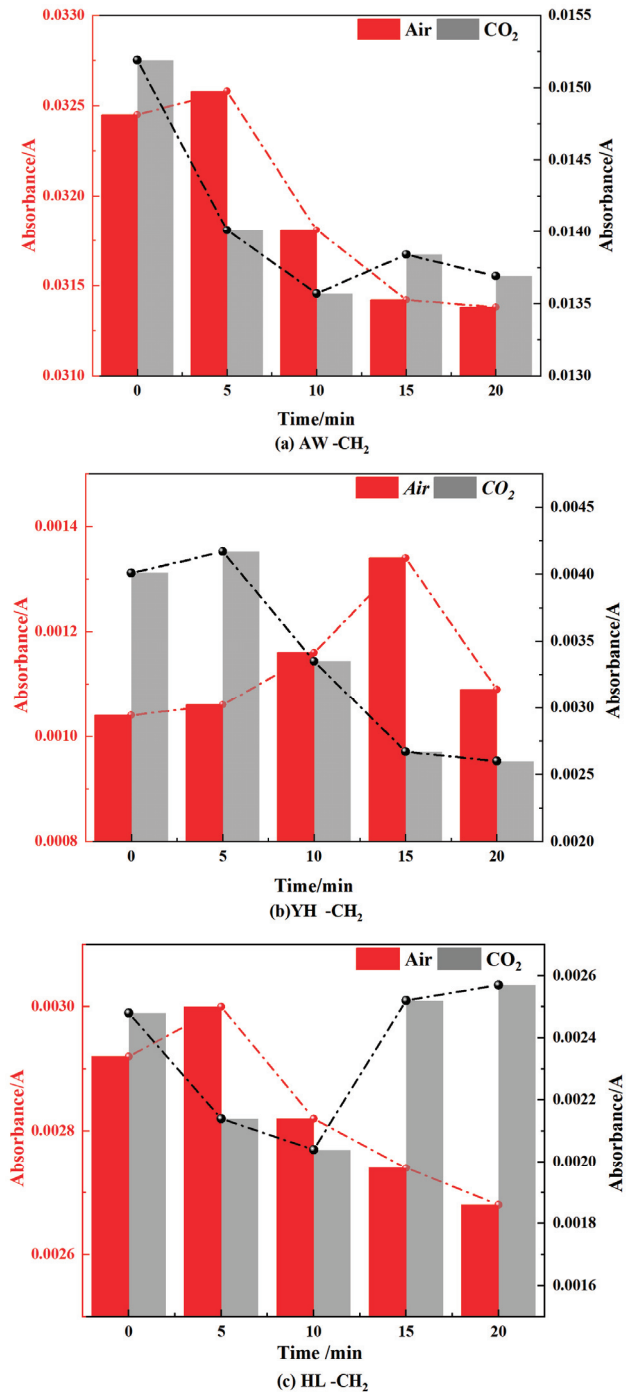 Air CO₂
Absorbance/A
0.0330
0.0325
0.0320
0.0315
0.0310
0.0155
0.0150
0.0145
0.0140
0.0135
0.0130
Absorbance/A
0 5 10 15 20
Time/min
(a) AW -CH₂
Air CO₂
Absorbance/A
0.0014
0.0012
0.0010
0.0008
0.0045
0.0040
0.0035
0.0030
0.0025
0.0020
Absorbance/A
0 5 10 15 20
Time/min
(b)YH -CH₂
Air CO₂
Absorbance/A
0.0030
0.0028
0.0026
0.0026
0.0024
0.0022
0.0020
0.0018
0.0016
Absorbance/A
0 5 10 15 20
Time /min
(c) HL -CH₂